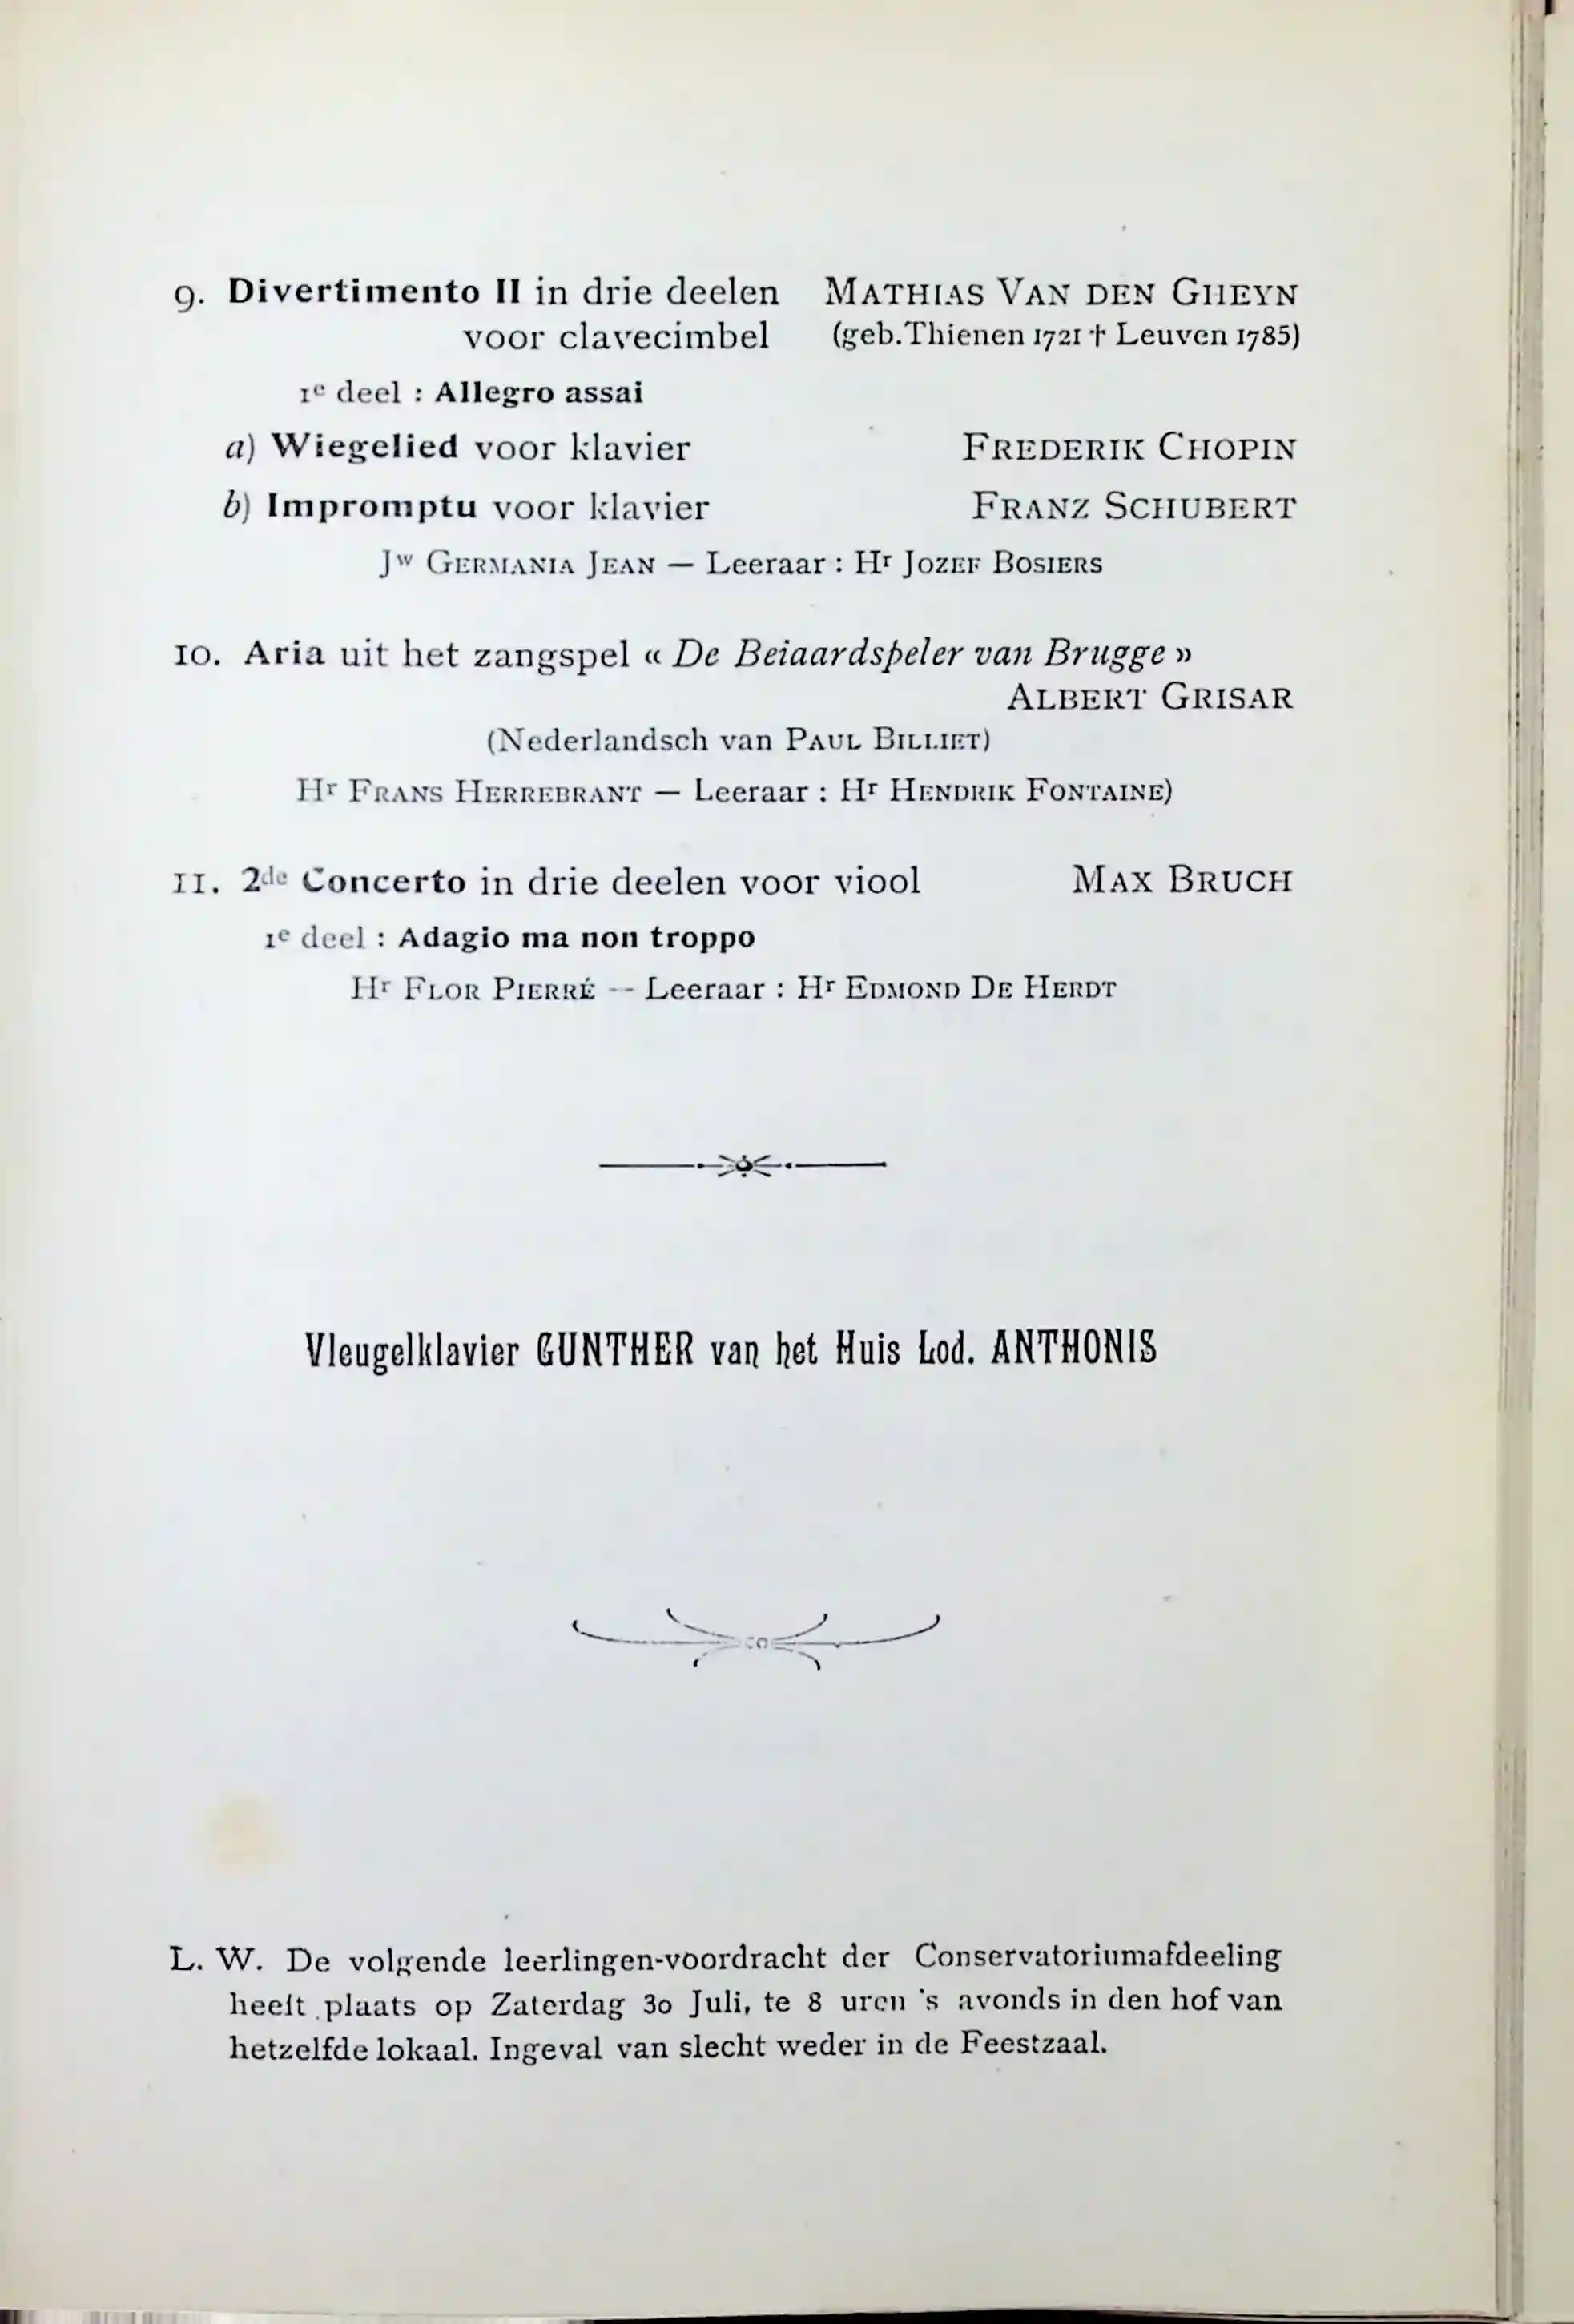 9. Divertimento II in drie deelen MATHIAS VAN DEN GHEYN
voor clavecimbel (geb. Thienen 1721 † Leuven 1785)
1e deel : Allegro assai
a) Wiegelied voor klavier FREDERIK CHOPIN
b) Impromptu voor klavier FRANZ SCHUBERT
Jw GERMANIA JEAN — Leeraar : Hr JOZEF BOSIERS
10. Aria uit het zangspel « De Beiaardspeler van Brugge »
ALBERT GRISAR
(Nederlandsch van PAUL BILLIET)
Hr FRANS HERREBRANT — Leeraar : Hr HENDRIK FONTAINE)
11. 2de Concerto in drie deelen voor viool MAX BRUCH
1e deel : Adagio ma non troppo
Hr FLOR PIERRÉ — Leeraar : Hr EDMOND DE HERDT
Vleugelklavier GUNTHER van het Huis Lod. ANTHONIS
L. W. De volgende leerlingen-voordracht der Conservatoriumafdeeling
heeft plaats op Zaterdag 30 Juli, te 8 uren 's avonds in den hof van
hetzelfde lokaal. Ingeval van slecht weder in de Feestzaal.